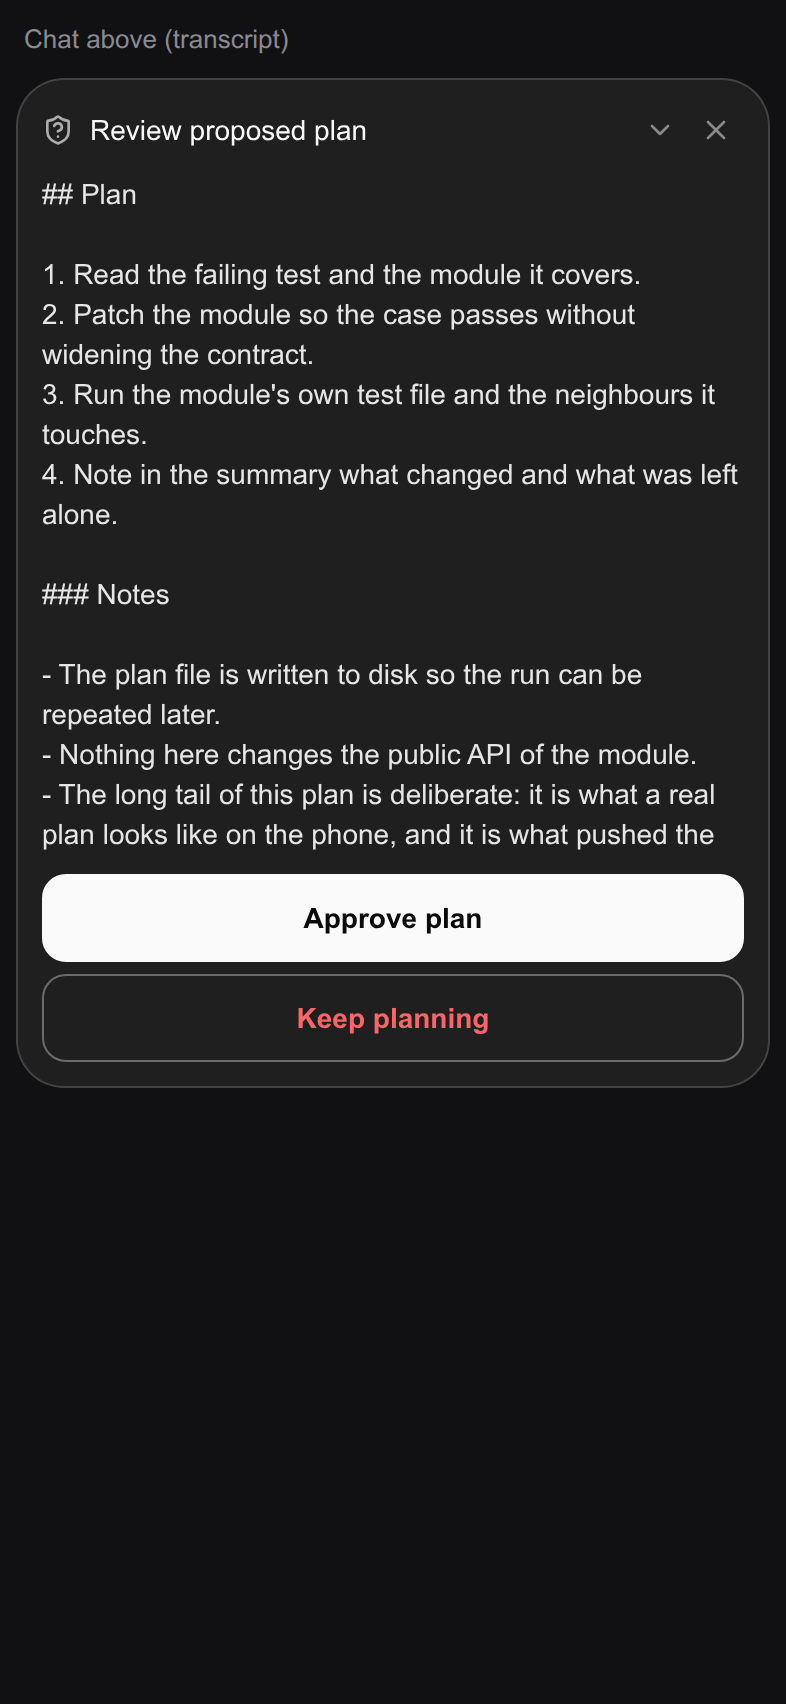 Chat above (transcript)
Review proposed plan
## Plan
1. Read the failing test and the module it covers.
2. Patch the module so the case passes without
widening the contract.
3. Run the module's own test file and the neighbours it
touches.
4. Note in the summary what changed and what was left
alone.
### Notes
- The plan file is written to disk so the run can be
repeated later.
- Nothing here changes the public API of the module.
- The long tail of this plan is deliberate: it is what a real
plan looks like on the phone, and it is what pushed the
Approve plan
Keep planning